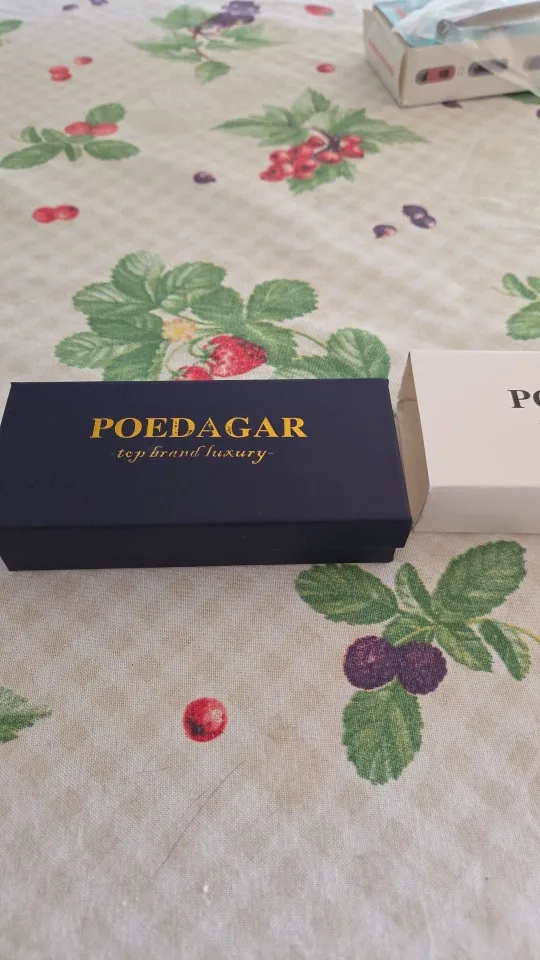 POEDAGAR
-top brand luxury-
PO